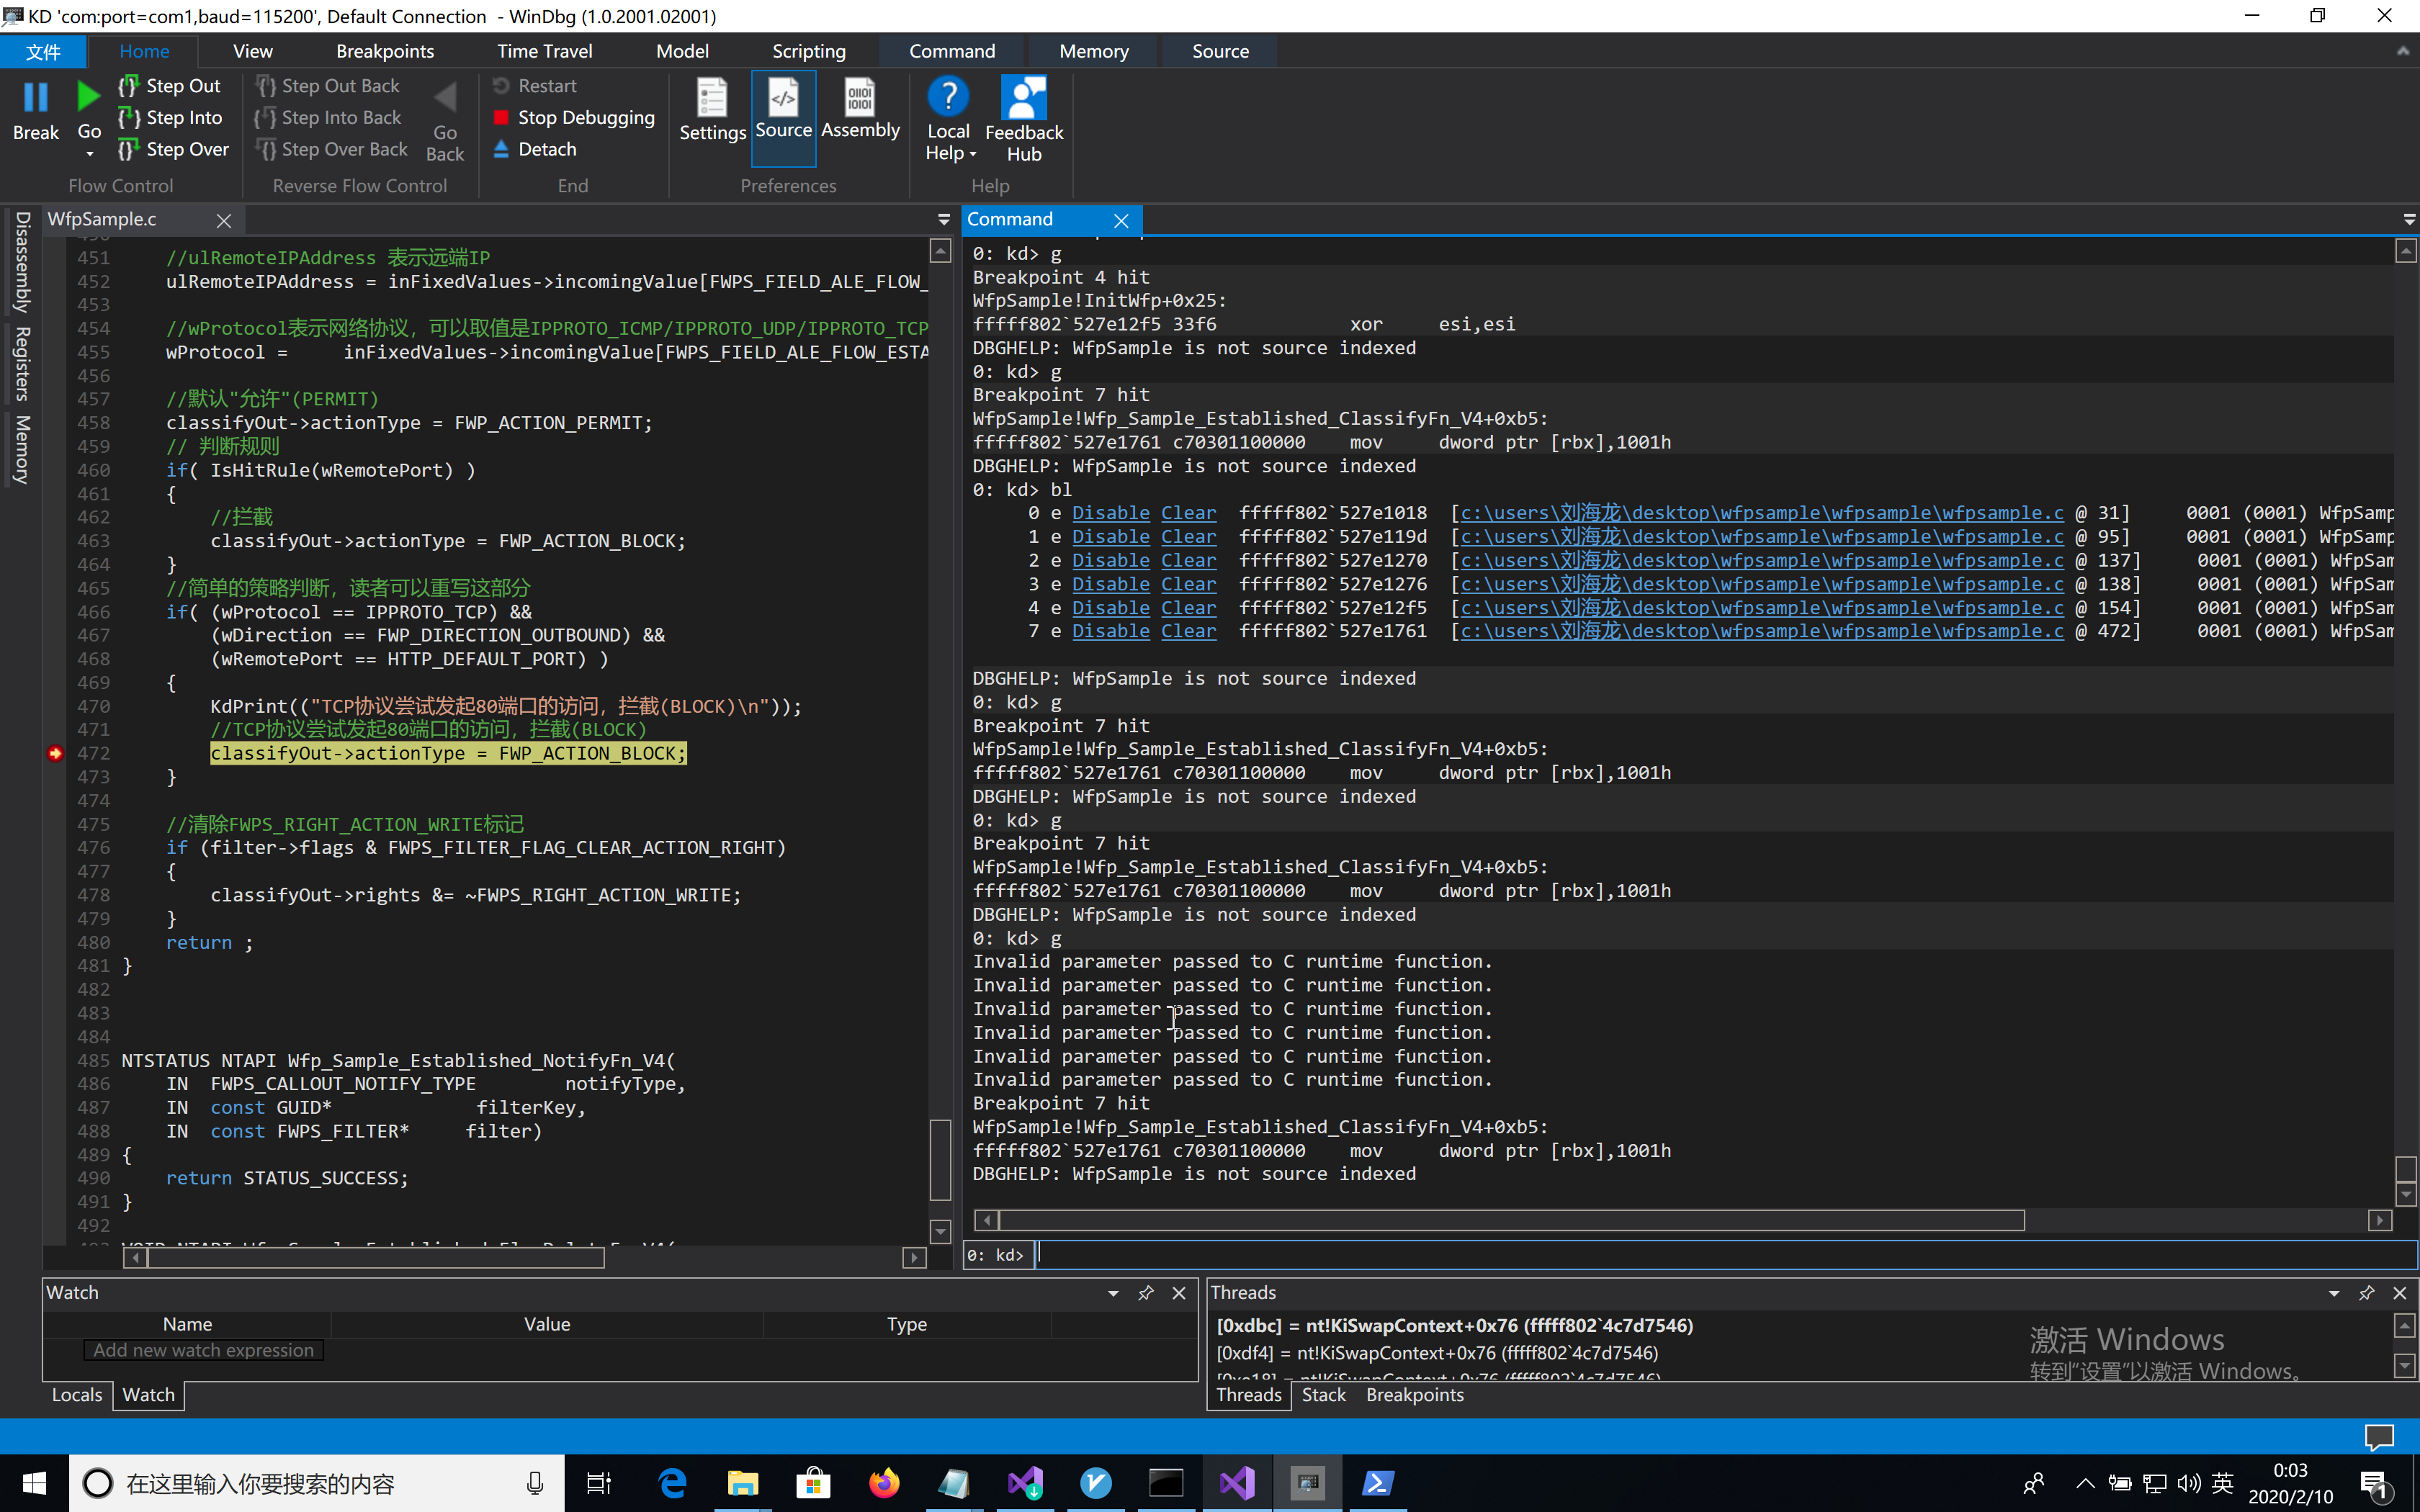 KD 'com:port=com1,baud=115200', Default Connection - WinDbg (1.0.2001.02001)
文件 Home View Breakpoints Time Travel Model Scripting Command Memory Source
Break
Go
Step Out
Step Into
Step Over
Flow Control
Step Out Back
Step Into Back
Step Over Back
Go Back
Reverse Flow Control
Restart
Stop Debugging
Detach
End
Settings
Source
Assembly
Preferences
Local Help
Feedback Hub
Help
Disassembly
Registers
Memory
WfpSample.c
451 //ulRemoteIPAddress 表示远端IP
452 ulRemoteIPAddress = inFixedValues->incomingValue[FWPS_FIELD_ALE_FLOW_
453
454 //wProtocol表示网络协议，可以取值是IPPROTO_ICMP/IPPROTO_UDP/IPPROTO_TCP
455 wProtocol = inFixedValues->incomingValue[FWPS_FIELD_ALE_FLOW_ESTA
456
457 //默认"允许"(PERMIT)
458 classifyOut->actionType = FWP_ACTION_PERMIT;
459 // 判断规则
460 if( IsHitRule(wRemotePort) )
461 {
462 //拦截
463 classifyOut->actionType = FWP_ACTION_BLOCK;
464 }
465 //简单的策略判断，读者可以重写这部分
466 if( (wProtocol == IPPROTO_TCP) &&
467 (wDirection == FWP_DIRECTION_OUTBOUND) &&
468 (wRemotePort == HTTP_DEFAULT_PORT) )
469 {
470 KdPrint(("TCP协议尝试发起80端口的访问，拦截(BLOCK)\n"));
471 //TCP协议尝试发起80端口的访问，拦截(BLOCK)
472 classifyOut->actionType = FWP_ACTION_BLOCK;
473 }
474
475 //清除FWPS_RIGHT_ACTION_WRITE标记
476 if (filter->flags & FWPS_FILTER_FLAG_CLEAR_ACTION_RIGHT)
477 {
478 classifyOut->rights &= ~FWPS_RIGHT_ACTION_WRITE;
479 }
480 return ;
481 }
482
483
484
485 NTSTATUS NTAPI Wfp_Sample_Established_NotifyFn_V4(
486 IN FWPS_CALLOUT_NOTIFY_TYPE notifyType,
487 IN const GUID* filterKey,
488 IN const FWPS_FILTER* filter)
489 {
490 return STATUS_SUCCESS;
491 }
492
Command
0: kd> g
Breakpoint 4 hit
WfpSample!InitWfp+0x25:
fffff802`527e12f5 33f6 xor esi,esi
DBGHELP: WfpSample is not source indexed
0: kd> g
Breakpoint 7 hit
WfpSample!Wfp_Sample_Established_ClassifyFn_V4+0xb5:
fffff802`527e1761 c70301100000 mov dword ptr [rbx],1001h
DBGHELP: WfpSample is not source indexed
0: kd> bl
0 e Disable Clear fffff802`527e1018 [c:\users\刘海龙\desktop\wfpsample\wfpsample\wfpsample.c @ 31] 0001 (0001) WfpSamp
1 e Disable Clear fffff802`527e119d [c:\users\刘海龙\desktop\wfpsample\wfpsample\wfpsample.c @ 95] 0001 (0001) WfpSamp
2 e Disable Clear fffff802`527e1270 [c:\users\刘海龙\desktop\wfpsample\wfpsample\wfpsample.c @ 137] 0001 (0001) WfpSam
3 e Disable Clear fffff802`527e1276 [c:\users\刘海龙\desktop\wfpsample\wfpsample\wfpsample.c @ 138] 0001 (0001) WfpSam
4 e Disable Clear fffff802`527e12f5 [c:\users\刘海龙\desktop\wfpsample\wfpsample\wfpsample.c @ 154] 0001 (0001) WfpSam
7 e Disable Clear fffff802`527e1761 [c:\users\刘海龙\desktop\wfpsample\wfpsample\wfpsample.c @ 472] 0001 (0001) WfpSam
DBGHELP: WfpSample is not source indexed
0: kd> g
Breakpoint 7 hit
WfpSample!Wfp_Sample_Established_ClassifyFn_V4+0xb5:
fffff802`527e1761 c70301100000 mov dword ptr [rbx],1001h
DBGHELP: WfpSample is not source indexed
0: kd> g
Breakpoint 7 hit
WfpSample!Wfp_Sample_Established_ClassifyFn_V4+0xb5:
fffff802`527e1761 c70301100000 mov dword ptr [rbx],1001h
DBGHELP: WfpSample is not source indexed
0: kd> g
Invalid parameter passed to C runtime function.
Invalid parameter passed to C runtime function.
Invalid parameter passed to C runtime function.
Invalid parameter passed to C runtime function.
Invalid parameter passed to C runtime function.
Invalid parameter passed to C runtime function.
Breakpoint 7 hit
WfpSample!Wfp_Sample_Established_ClassifyFn_V4+0xb5:
fffff802`527e1761 c70301100000 mov dword ptr [rbx],1001h
DBGHELP: WfpSample is not source indexed
0: kd>
Watch
Name Value Type
Add new watch expression
Locals Watch
Threads
[0xdbc] = nt!KiSwapContext+0x76 (fffff802`4c7d7546)
[0xdf4] = nt!KiSwapContext+0x76 (fffff802`4c7d7546)
[0xe18] = nt!KiSwapContext+0x76 (fffff802`4c7d7546)
Threads Stack Breakpoints
激活 Windows
转到"设置"以激活 Windows。
在这里输入你要搜索的内容
英
0:03
2020/2/10
1